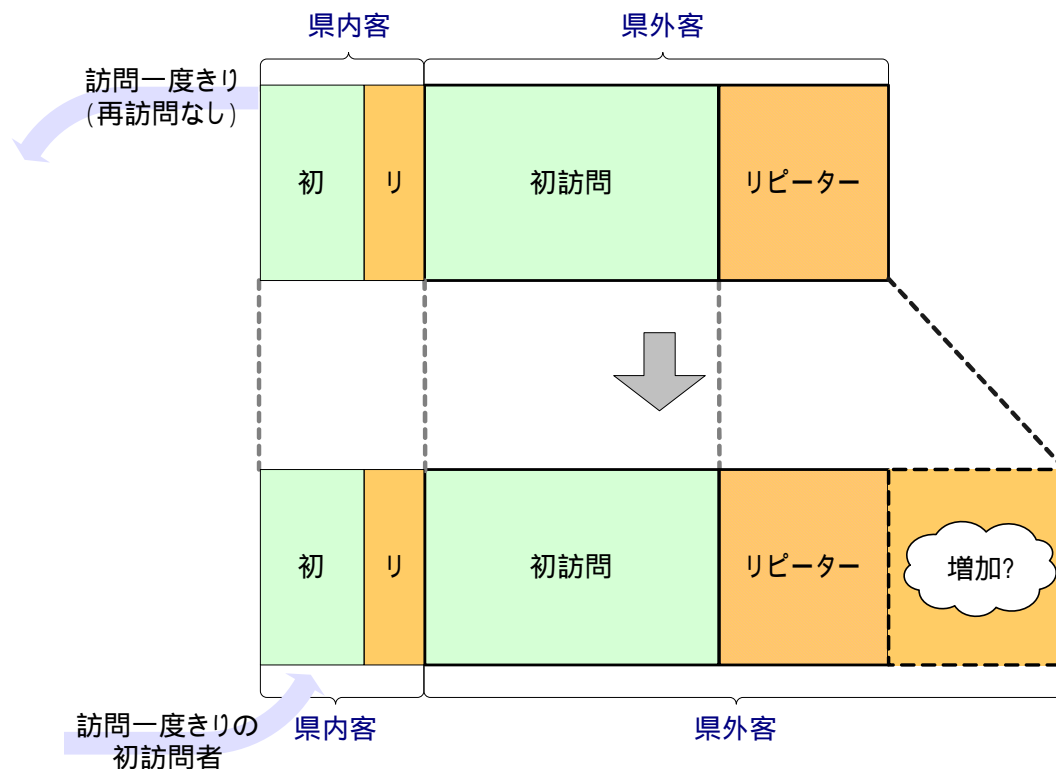 県内客
県外客
訪問一度きり
(再訪問なし)
初
リ
初訪問
リピーター
初
リ
初訪問
リピーター
増加?
訪問一度きりの
初訪問者
県内客
県外客